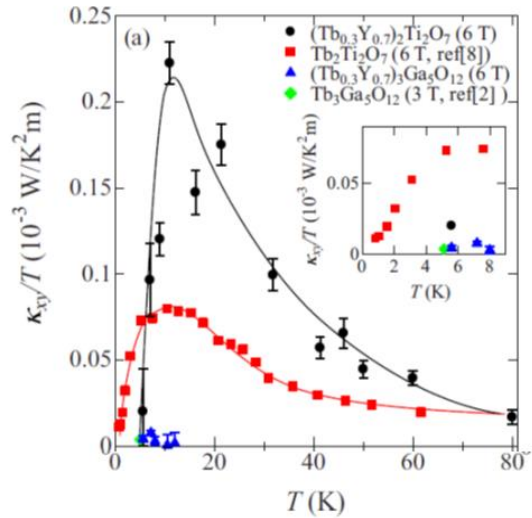 (a)
(Tb0.3Y0.7)2Ti2O7 (6 T)
Tb2Ti2O7 (6 T, ref[8])
(Tb0.3Y0.7)3Ga5O12 (6 T)
Tb3Ga5O12 (3 T, ref[2] )
0.25
0.2
0.15
0.1
0.05
0
κxy/T (10-3 W/K2m)
0 20 40 60 80
T (K)
0.05
0
κxy/T (10-3 W/K2m)
0 2 4 6 8
T (K)